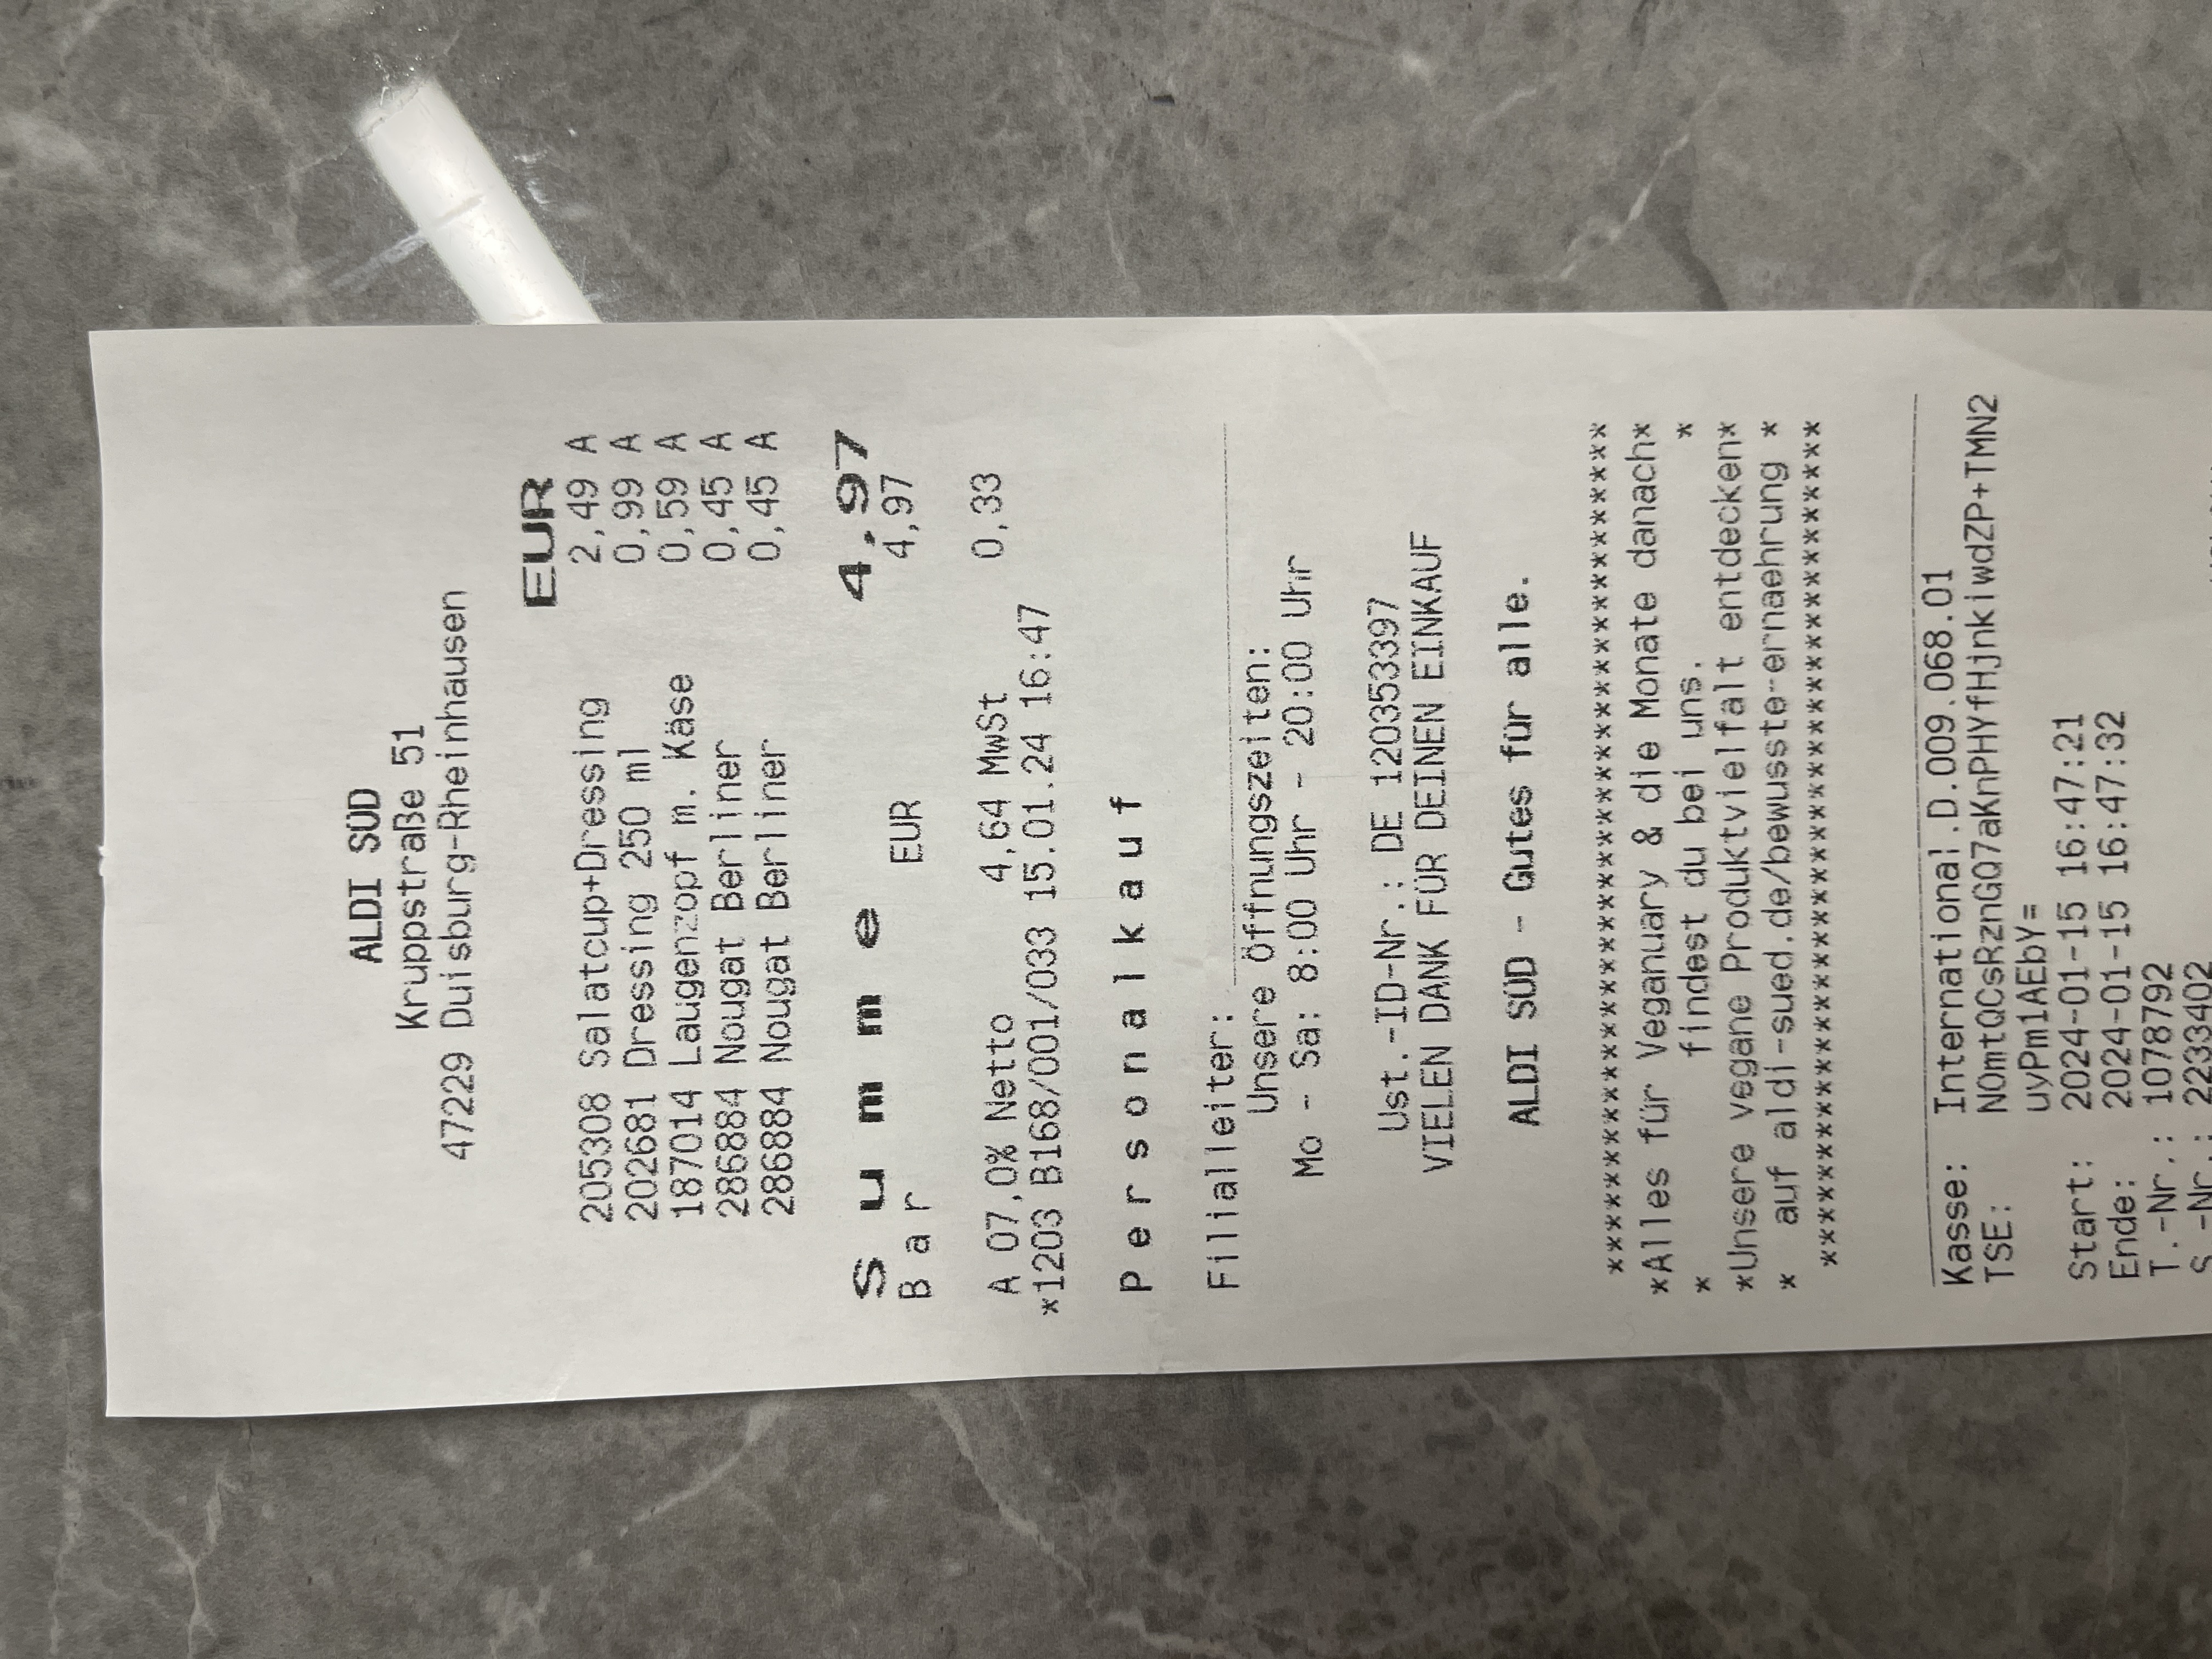 ALDI SÜD
Kruppstraße 51
47229 Duisburg-Rheinhausen
EUR
205308 Salatcup+Dressing 2,49 A
202681 Dressing 250 ml 0,99 A
187014 Laugenzopf m. Käse 0,59 A
286884 Nougat Berliner 0,45 A
286884 Nougat Berliner 0,45 A
Summe 4,97
Bar EUR 4,97
A 07,0% Netto 4,64 MwSt 0,33
*1203 B168/001/033 15.01.24 16:47
Personalkauf
Filialleiter:
Unsere Öffnungszeiten:
Mo - Sa: 8:00 Uhr - 20:00 Uhr
Ust.-ID-Nr.: DE 120353397
VIELEN DANK FÜR DEINEN EINKAUF
ALDI SÜD - Gutes für alle.
****************************************
*Alles für Veganuary & die Monate danach*
* findest du bei uns. *
*Unsere vegane Produktvielfalt entdecken*
* auf aldi-sued.de/bewusste-ernaehrung *
****************************************
Kasse: International.D.009.068.01
TSE: NOmtQCsRznGQ7aKnPHYfHjnkiwdZP+TMN2
uyPm1AEbY=
Start: 2024-01-15 16:47:21
Ende: 2024-01-15 16:47:32
T.-Nr.: 1078792
S.-Nr.: 2233402